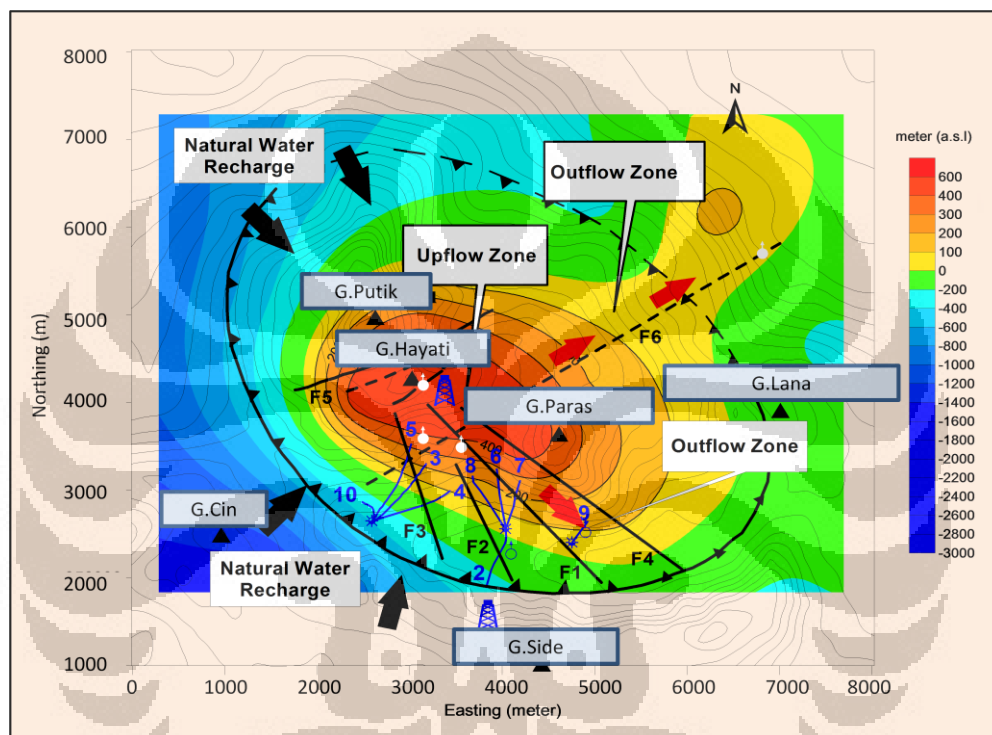 8000
7000
6000
5000
4000
3000
2000
1000
Northing (m)
0
1000
2000
3000
4000
5000
6000
7000
8000
Easting (meter)
N
meter (a.s.l)
600
400
300
200
100
0
-200
-400
-600
-800
-1000
-1200
-1400
-1600
-1800
-2000
-2200
-2400
-2600
-2800
-3000
Natural Water
Recharge
Outflow Zone
Upflow Zone
G.Putik
G.Hayati
G.Paras
G.Lana
Outflow Zone
G.Cin
Natural Water
Recharge
G.Side
F5
F6
F3
F2
F1
F4
5
3
8
6
7
10
4
9
2
400
200